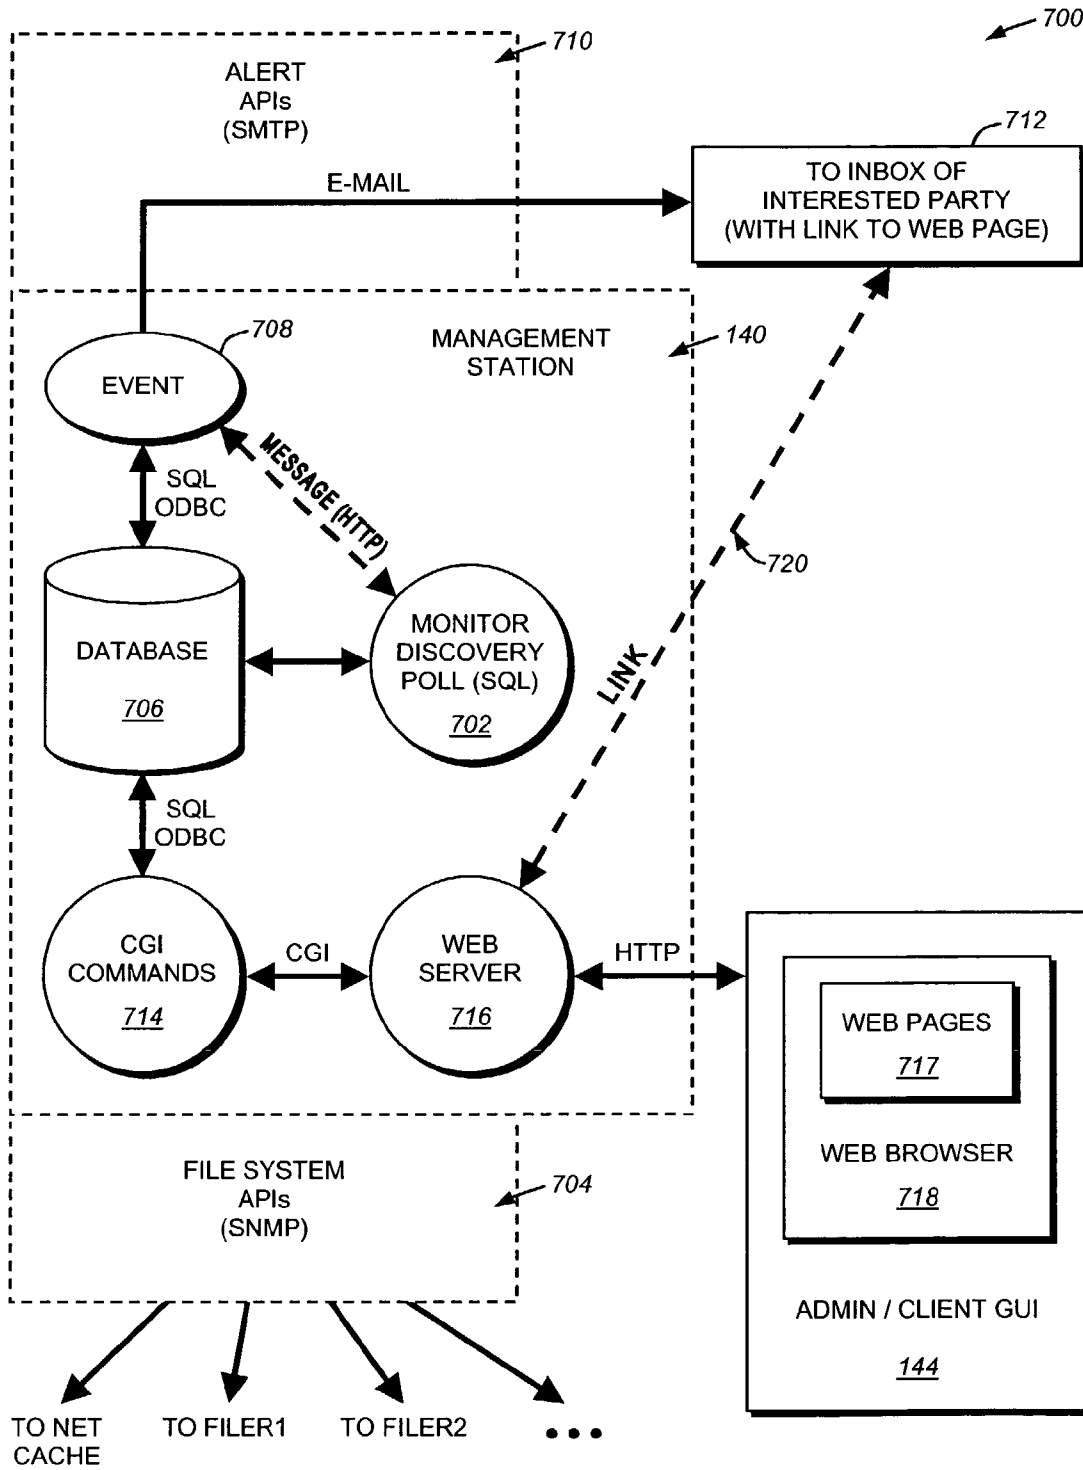 700
710
ALERT
APIs
(SMTP)
712
E-MAIL
TO INBOX OF
INTERESTED PARTY
(WITH LINK TO WEB PAGE)
708
MANAGEMENT
STATION
140
EVENT
MESSAGE (HTTP)
SQL
ODBC
720
MONITOR
DISCOVERY
POLL (SQL)
702
DATABASE
706
LINK
SQL
ODBC
CGI
COMMANDS
714
CGI
WEB
SERVER
716
HTTP
WEB PAGES
717
WEB BROWSER
718
ADMIN / CLIENT GUI
144
FILE SYSTEM
APIs
(SNMP)
704
TO NET
CACHE
TO FILER1
TO FILER2
•••